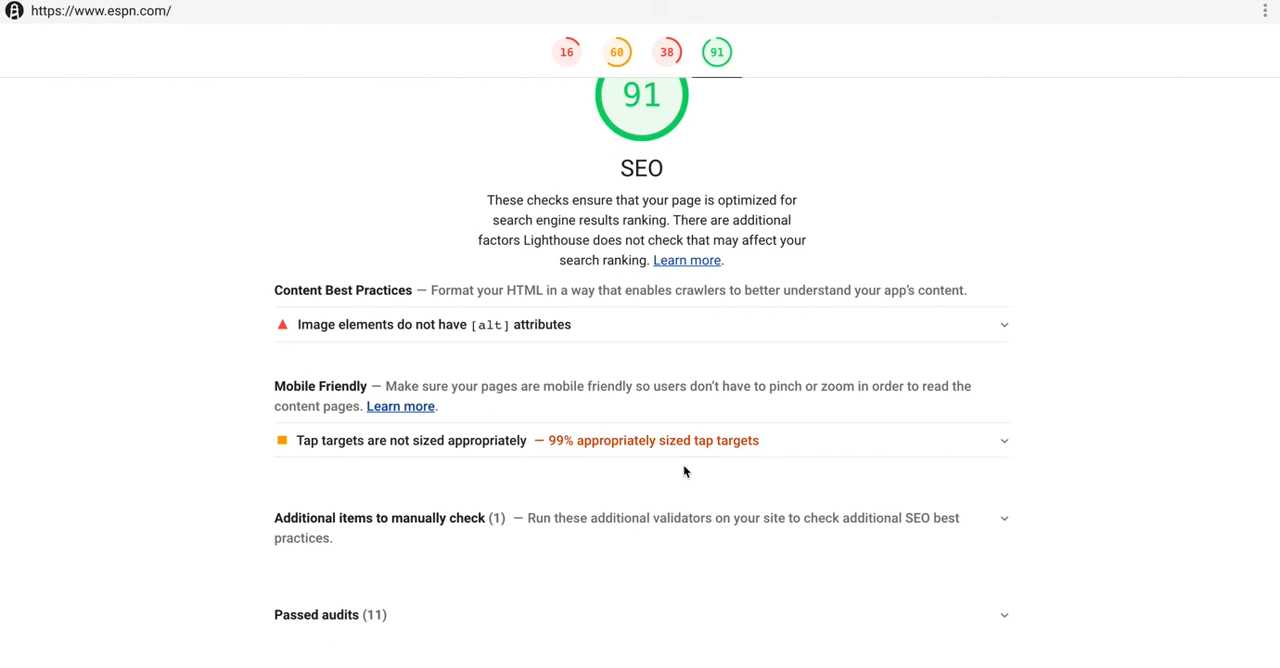 https://www.espn.com/
16 60 38 91
91
SEO
These checks ensure that your page is optimized for
search engine results ranking. There are additional
factors Lighthouse does not check that may affect your
search ranking. Learn more.
Content Best Practices — Format your HTML in a way that enables crawlers to better understand your app’s content.
Image elements do not have [alt] attributes
Mobile Friendly — Make sure your pages are mobile friendly so users don’t have to pinch or zoom in order to read the
content pages. Learn more.
Tap targets are not sized appropriately — 99% appropriately sized tap targets
Additional items to manually check (1) — Run these additional validators on your site to check additional SEO best
practices.
Passed audits (11)